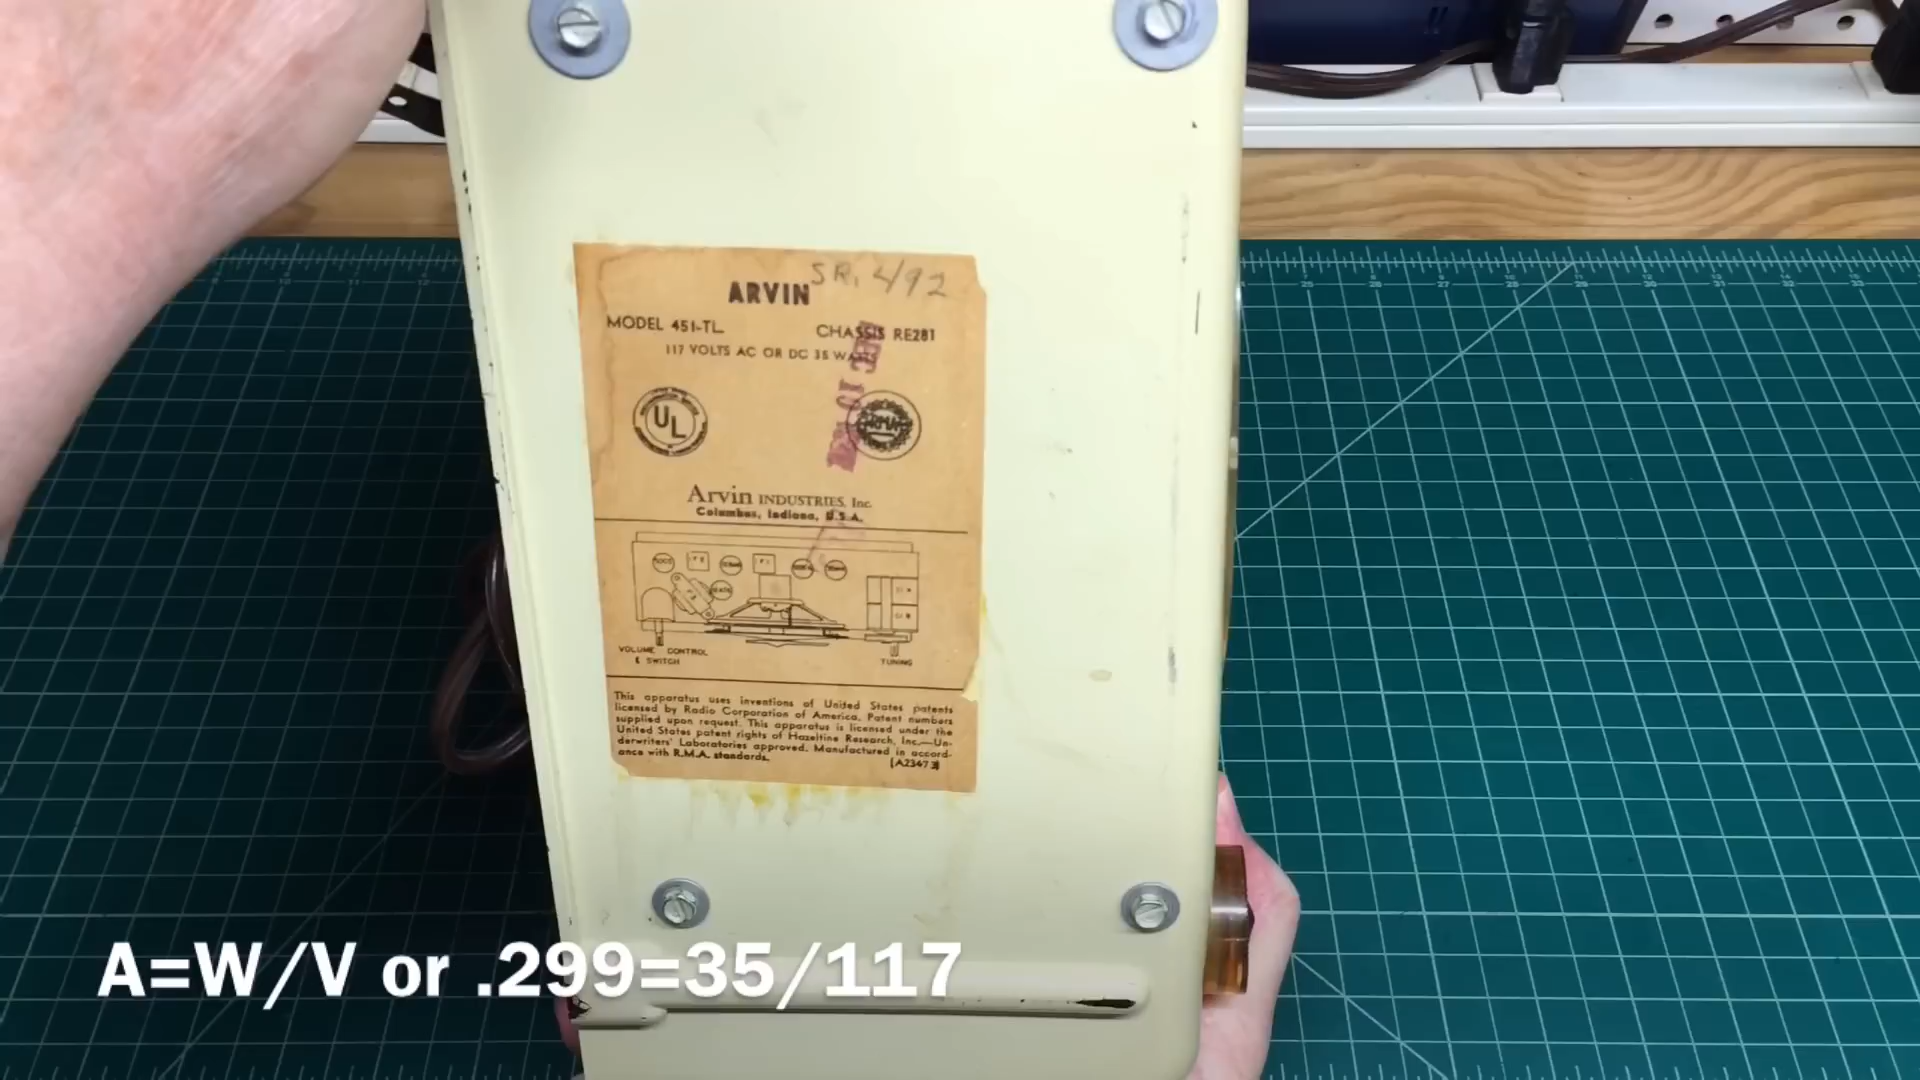 SR. 4/92
ARVIN
MODEL 451-TL
CHASSIS RE281
117 VOLTS AC OR DC 35 WATTS
UL
RMA
Arvin INDUSTRIES, Inc.
Columbus, Indiana, U.S.A.
VOLUME CONTROL
& SWITCH
TUNING
This apparatus uses inventions of United States patents
licensed by Radio Corporation of America. Patent numbers
supplied upon request. This apparatus is licensed under the
United States patent rights of Hazeltine Research, Inc.—Un-
derwriters' Laboratories approved. Manufactured in accord-
ance with R.M.A. standards.
(A23473)
A=W/V or .299=35/117